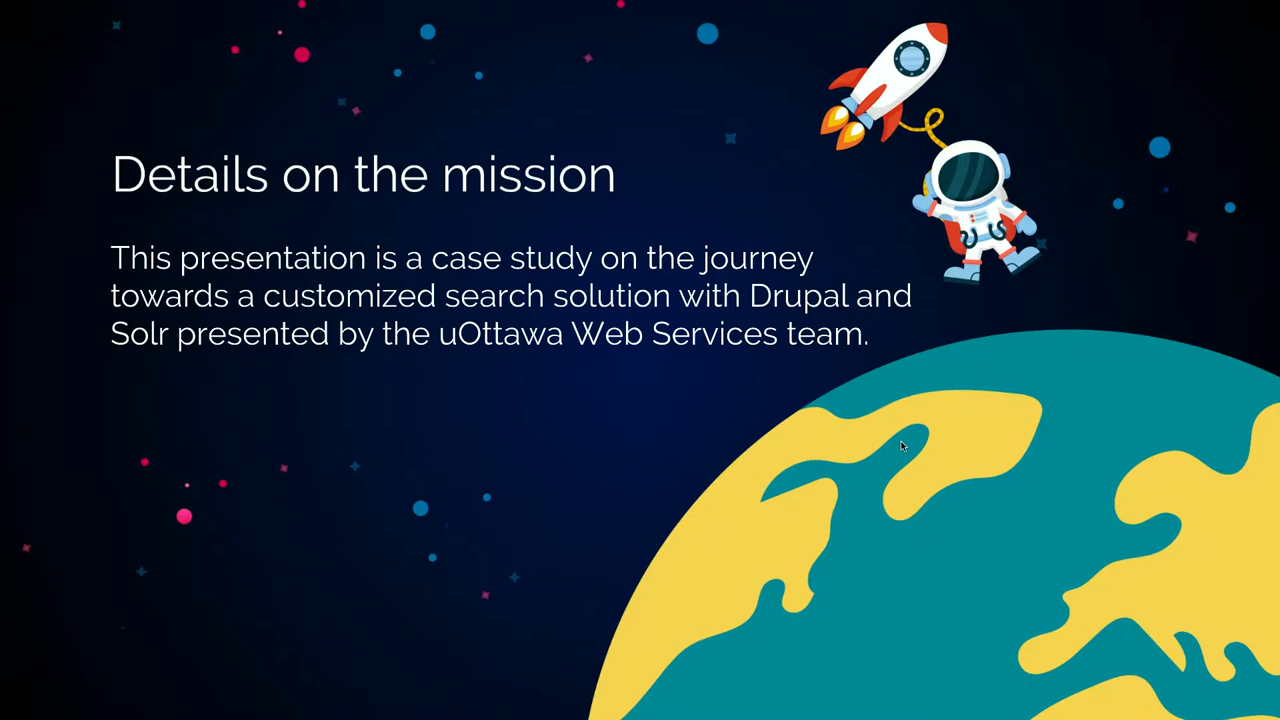 Details on the mission
This presentation is a case study on the journey
towards a customized search solution with Drupal and
Solr presented by the uOttawa Web Services team.